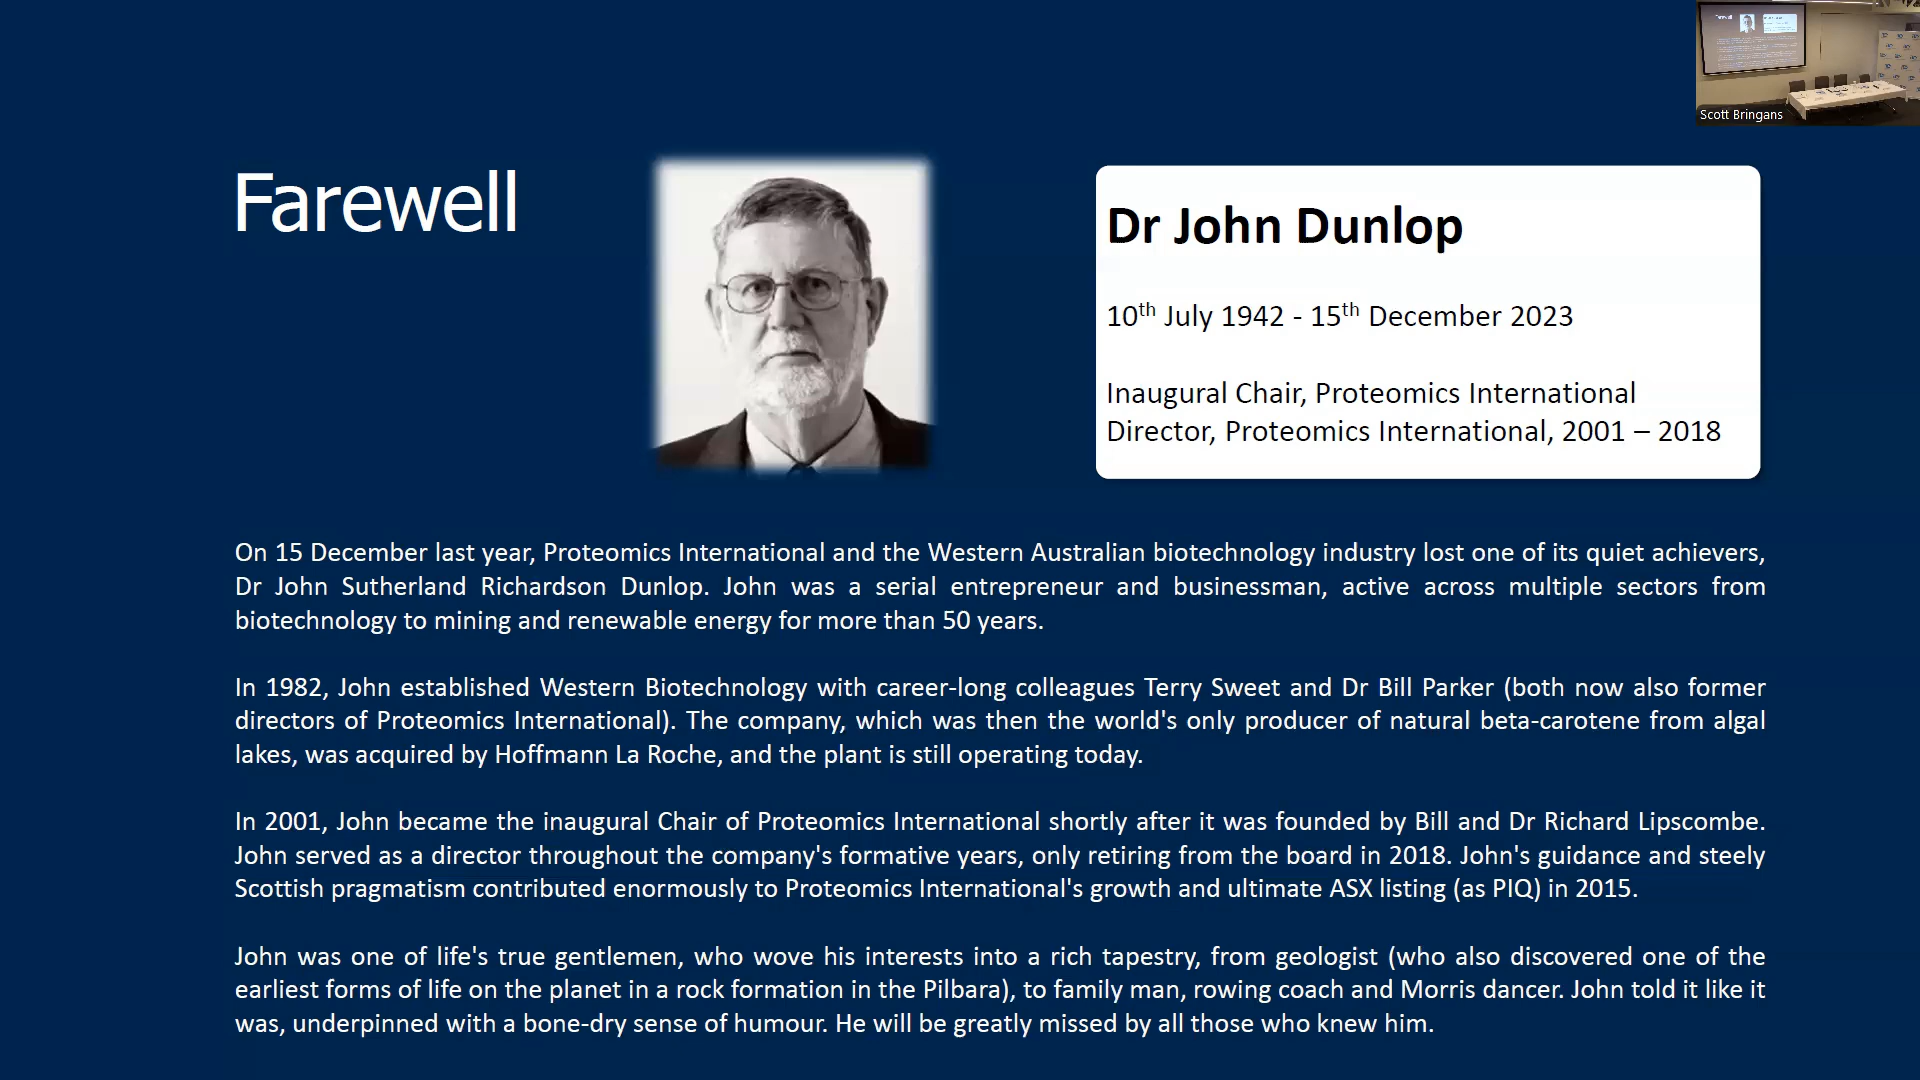 Scott Bringans
Farewell
Dr John Dunlop
10th July 1942 - 15th December 2023
Inaugural Chair, Proteomics International
Director, Proteomics International, 2001 – 2018
On 15 December last year, Proteomics International and the Western Australian biotechnology industry lost one of its quiet achievers,
Dr John Sutherland Richardson Dunlop. John was a serial entrepreneur and businessman, active across multiple sectors from
biotechnology to mining and renewable energy for more than 50 years.
In 1982, John established Western Biotechnology with career-long colleagues Terry Sweet and Dr Bill Parker (both now also former
directors of Proteomics International). The company, which was then the world's only producer of natural beta-carotene from algal
lakes, was acquired by Hoffmann La Roche, and the plant is still operating today.
In 2001, John became the inaugural Chair of Proteomics International shortly after it was founded by Bill and Dr Richard Lipscombe.
John served as a director throughout the company's formative years, only retiring from the board in 2018. John's guidance and steely
Scottish pragmatism contributed enormously to Proteomics International's growth and ultimate ASX listing (as PIQ) in 2015.
John was one of life's true gentlemen, who wove his interests into a rich tapestry, from geologist (who also discovered one of the
earliest forms of life on the planet in a rock formation in the Pilbara), to family man, rowing coach and Morris dancer. John told it like it
was, underpinned with a bone-dry sense of humour. He will be greatly missed by all those who knew him.